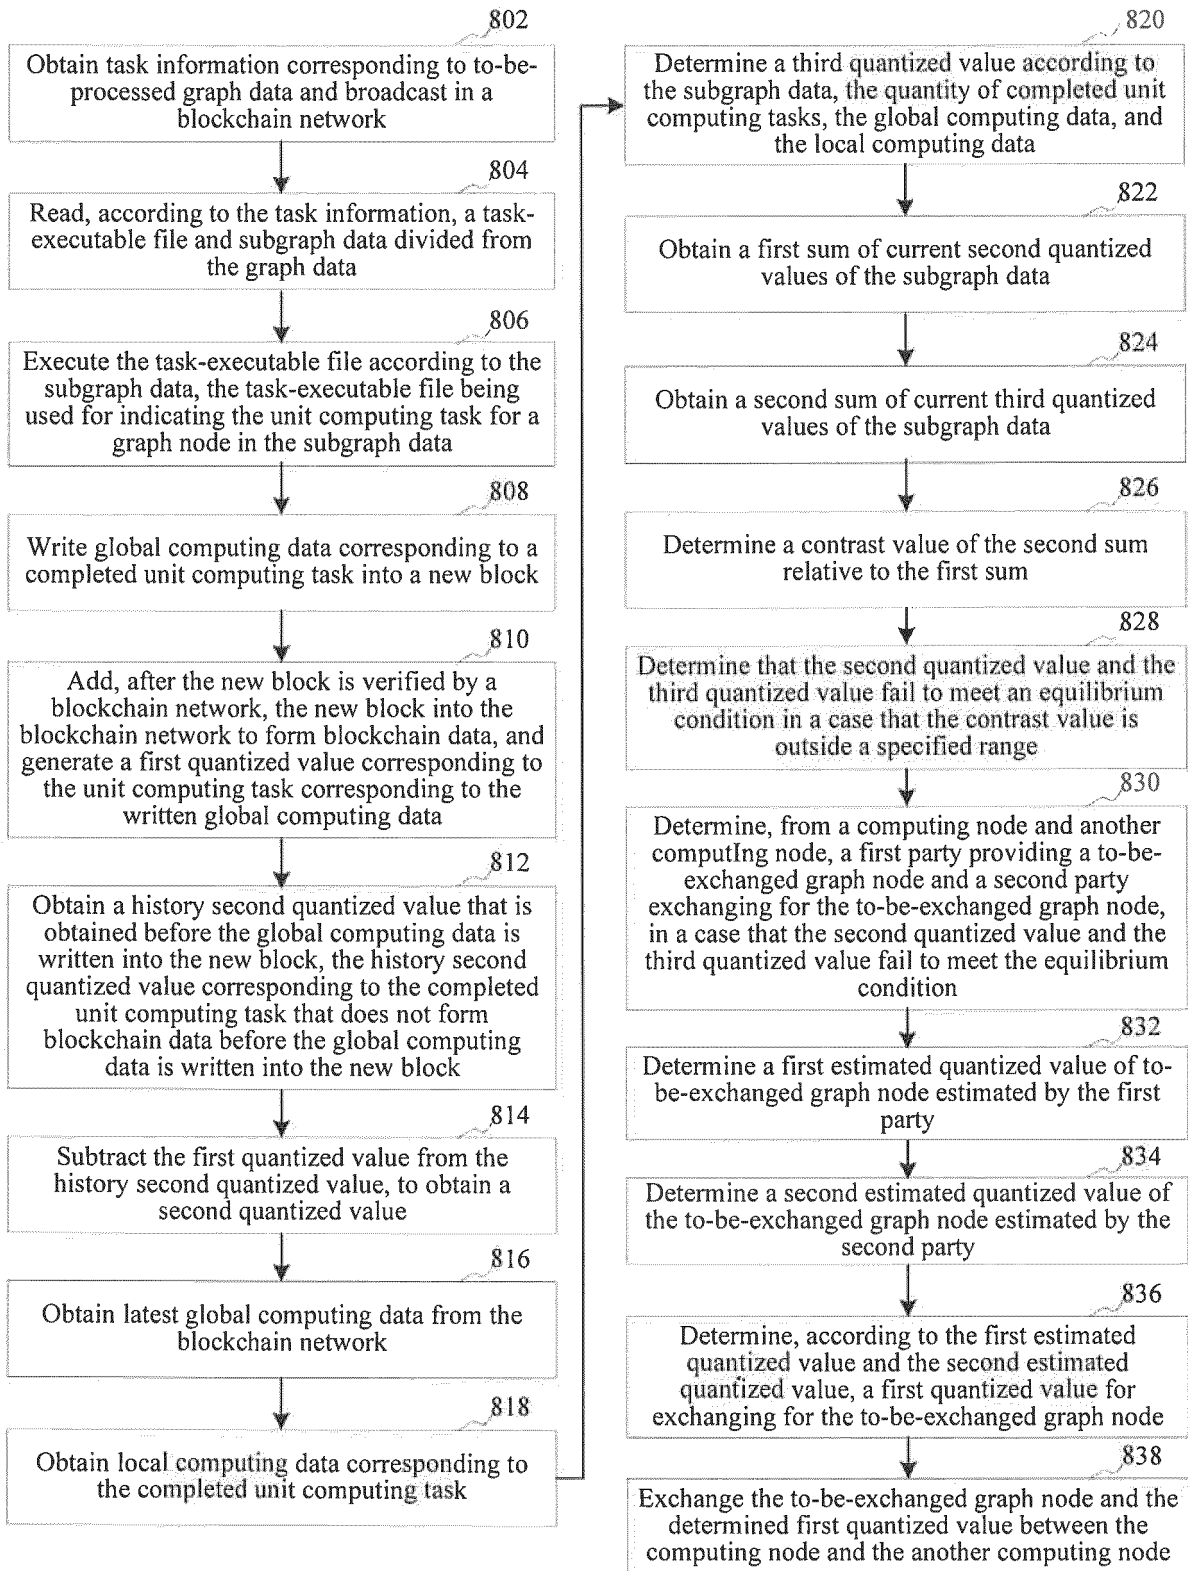 802
Obtain task information corresponding to to-be-
processed graph data and broadcast in a
blockchain network
804
Read, according to the task information, a task-
executable file and subgraph data divided from
the graph data
806
Execute the task-executable file according to the
subgraph data, the task-executable file being
used for indicating the unit computing task for a
graph node in the subgraph data
808
Write global computing data corresponding to a
completed unit computing task into a new block
810
Add, after the new block is verified by a
blockchain network, the new block into the
blockchain network to form blockchain data, and
generate a first quantized value corresponding to
the unit computing task corresponding to the
written global computing data
812
Obtain a history second quantized value that is
obtained before the global computing data is
written into the new block, the history second
quantized value corresponding to the completed
unit computing task that does not form
blockchain data before the global computing
data is written into the new block
814
Subtract the first quantized value from the
history second quantized value, to obtain a
second quantized value
816
Obtain latest global computing data from the
blockchain network
818
Obtain local computing data corresponding to
the completed unit computing task
820
Determine a third quantized value according to
the subgraph data, the quantity of completed unit
computing tasks, the global computing data, and
the local computing data
822
Obtain a first sum of current second quantized
values of the subgraph data
824
Obtain a second sum of current third quantized
values of the subgraph data
826
Determine a contrast value of the second sum
relative to the first sum
828
Determine that the second quantized value and the
third quantized value fail to meet an equilibrium
condition in a case that the contrast value is
outside a specified range
830
Determine, from a computing node and another
computIng node, a first party providing a to-be-
exchanged graph node and a second party
exchanging for the to-be-exchanged graph node,
in a case that the second quantized value and the
third quantized value fail to meet the equilibrium
condition
832
Determine a first estimated quantized value of to-
be-exchanged graph node estimated by the first
party
834
Determine a second estimated quantized value of
the to-be-exchanged graph node estimated by the
second party
836
Determine, according to the first estimated
quantized value and the second estimated
quantized value, a first quantized value for
exchanging for the to-be-exchanged graph node
838
Exchange the to-be-exchanged graph node and the
determined first quantized value between the
computing node and the another computing node